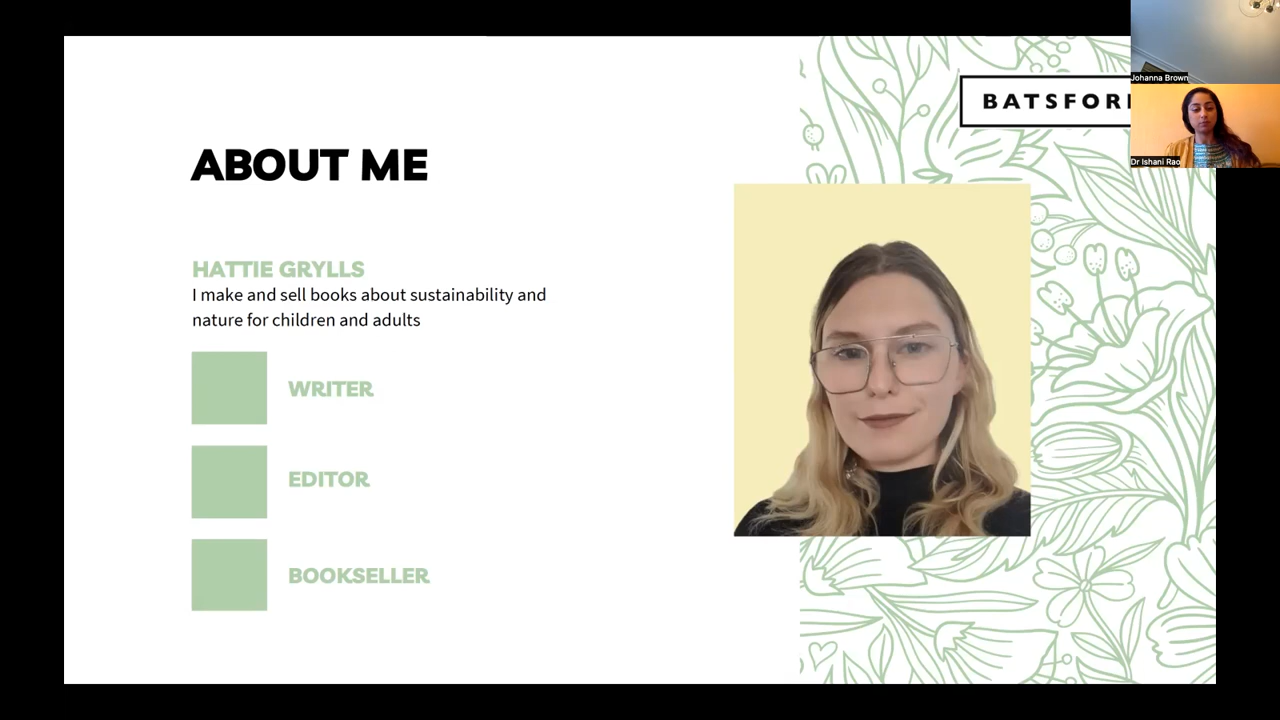 ABOUT ME
HATTIE GRYLLS
I make and sell books about sustainability and
nature for children and adults
WRITER
EDITOR
BOOKSELLER
BATSFOR
Johanna Brown
Dr Ishani Rao